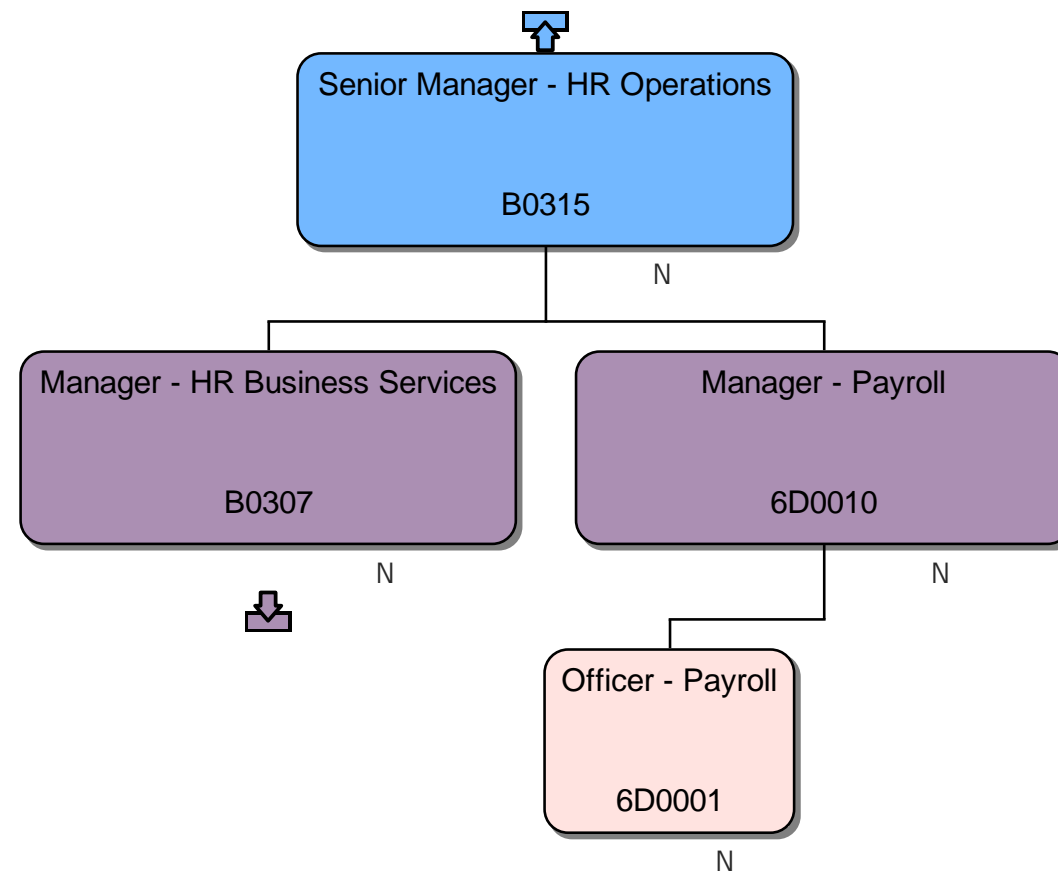 Senior Manager - HR Operations
B0315
N
Manager - HR Business Services
B0307
N
Manager - Payroll
6D0010
N
Officer - Payroll
6D0001
N